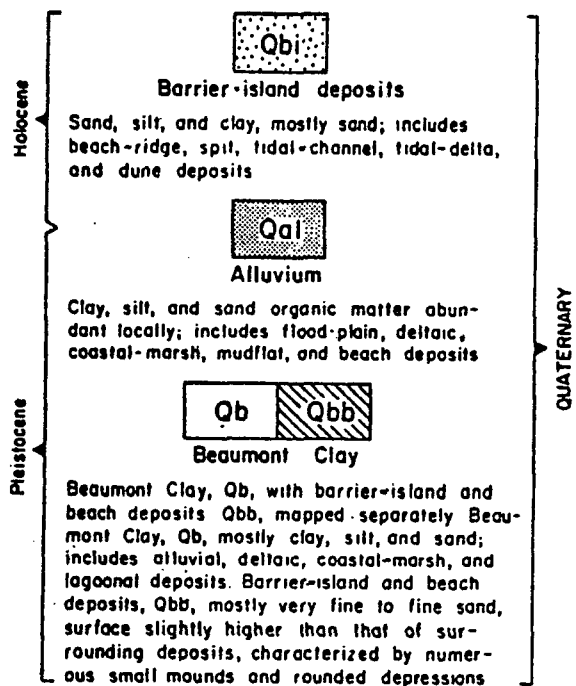 Qbi
Barrier-island deposits
Sand, silt, and clay, mostly sand; includes
beach-ridge, spit, tidal-channel, tidal-delta,
and dune deposits
Holocene
Qal
Alluvium
Clay, silt, and sand organic matter abun-
dant locally; includes flood-plain, deltaic,
coastal-marsh, mudflat, and beach deposits
QUATERNARY
Qb Qbb
Beaumont Clay
Pleistocene
Beaumont Clay, Qb, with barrier-island and
beach deposits Qbb, mapped separately Beau-
mont Clay, Qb, mostly clay, silt, and sand;
includes alluvial, deltaic, coastal-marsh, and
lagoonal deposits. Barrier-island and beach
deposits, Qbb, mostly very fine to fine sand,
surface slightly higher than that of sur-
rounding deposits, characterized by numer-
ous small mounds and rounded depressions